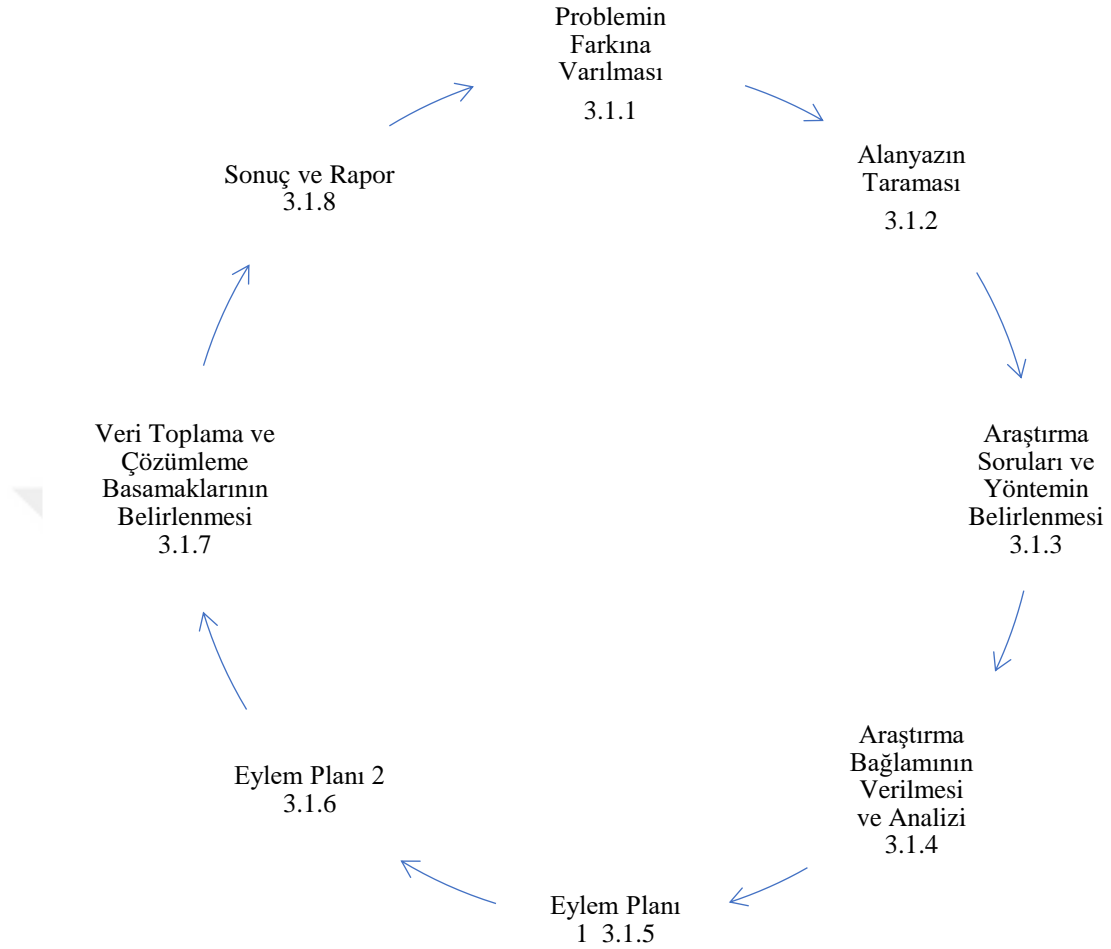 Problemin
Farkına
Varılması
3.1.1
Alanyazın
Taraması
3.1.2
Araştırma
Soruları ve
Yöntemin
Belirlenmesi
3.1.3
Araştırma
Bağlamının
Verilmesi
ve Analizi
3.1.4
Eylem Planı
1 3.1.5
Eylem Planı 2
3.1.6
Veri Toplama ve
Çözümleme
Basamaklarının
Belirlenmesi
3.1.7
Sonuç ve Rapor
3.1.8